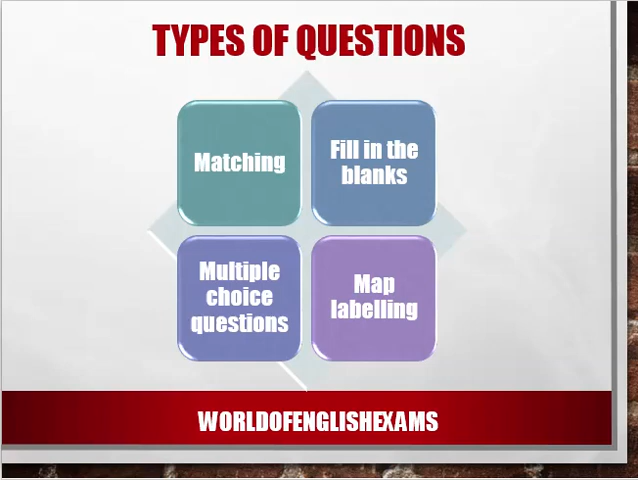 TYPES OF QUESTIONS
Matching
Fill in the
blanks
Multiple
choice
questions
Map
labelling
WORLDOFENGLISHEXAMS